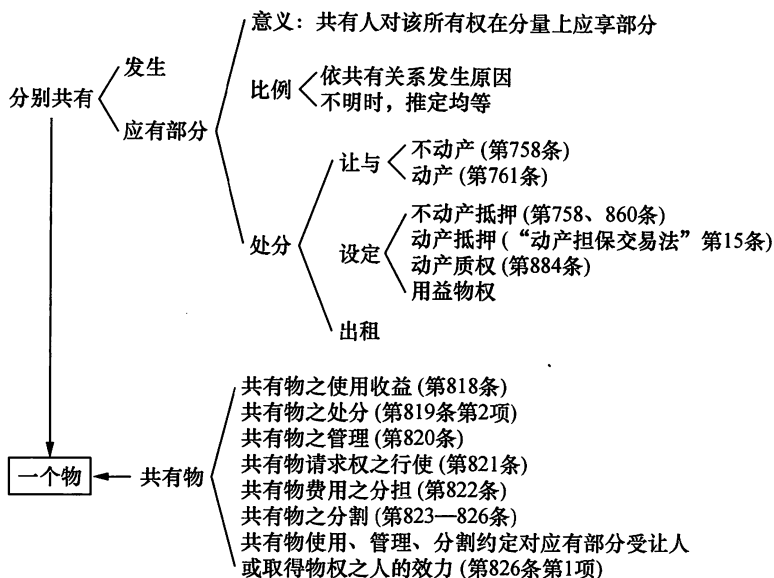 意义：共有人对该所有权在分量上应享部分
分别共有
发生
应有部分
比例
依共有关系发生原因
不明时，推定均等
处分
让与
不动产 (第758条)
动产 (第761条)
设定
不动产抵押 (第758、860条)
动产抵押 (“动产担保交易法” 第15条)
动产质权 (第884条)
用益物权
出租
一个物
共有物
共有物之使用收益 (第818条)
共有物之处分 (第819条第2项)
共有物之管理 (第820条)
共有物请求权之行使 (第821条)
共有物费用之分担 (第822条)
共有物之分割 (第823—826条)
共有物使用、管理、分割约定对应有部分受让人
或取得物权之人的效力 (第826条第1项)